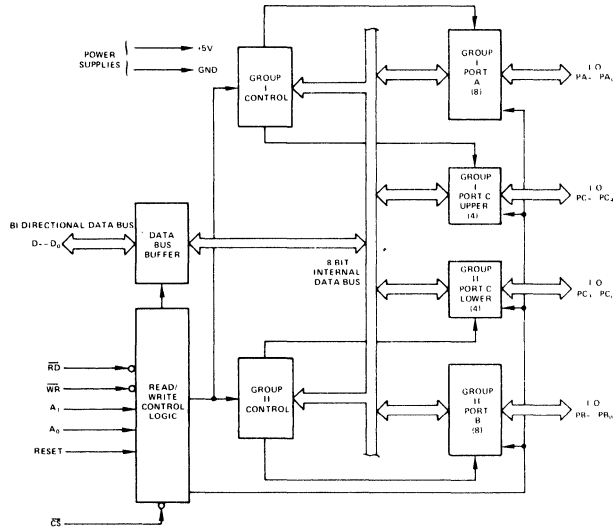 POWER
SUPPLIES
+5V
GND
GROUP
I
CONTROL
GROUP
I
PORT
A
(8)
I O
GROUP
I
PORT C
UPPER
(4)
I O
BI DIRECTIONAL DATA BUS
DATA
BUS
BUFFER
8 BIT
INTERNAL
DATA BUS
GROUP
II
PORT C
LOWER
(4)
I O
RD
WR
A1
A0
RESET
CS
READ/
WRITE
CONTROL
LOGIC
GROUP
II
CONTROL
GROUP
II
PORT
B
(8)
I O